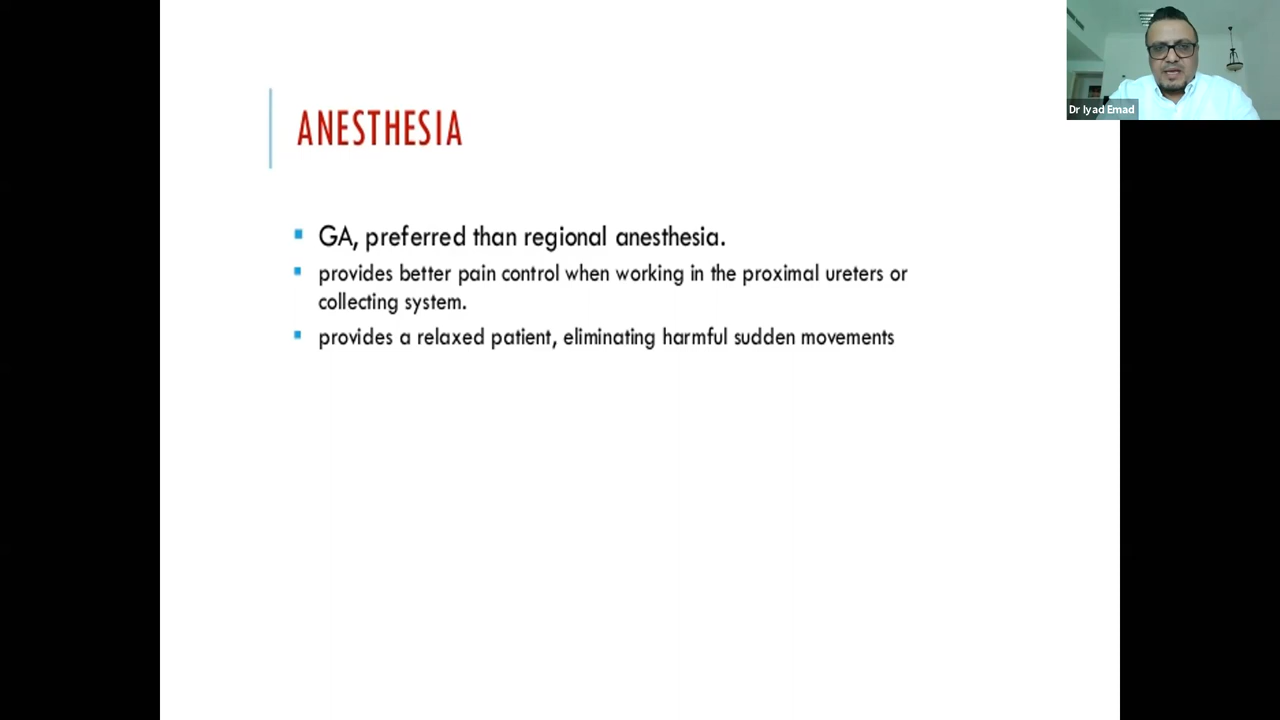 Dr Iyad Emad
ANESTHESIA
GA, preferred than regional anesthesia.
provides better pain control when working in the proximal ureters or
collecting system.
provides a relaxed patient, eliminating harmful sudden movements